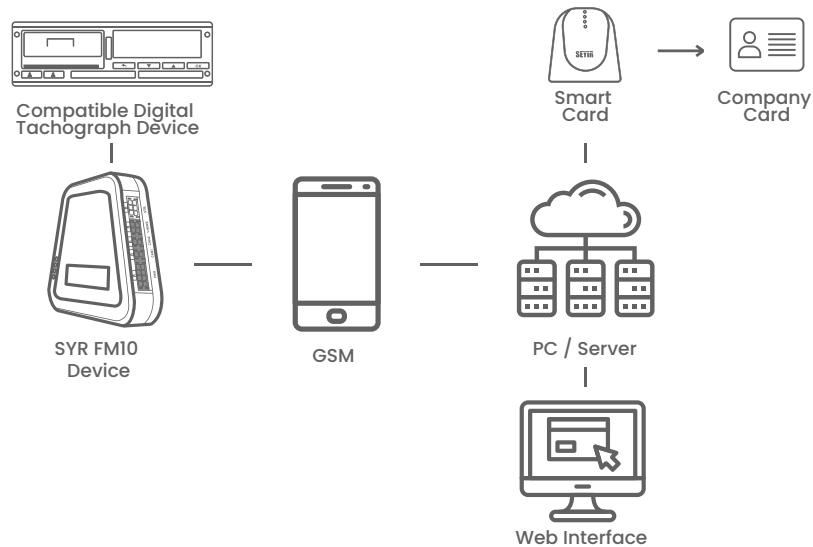 SEYIR
Compatible Digital
Tachograph Device
Smart
Card
Company
Card
SYR FM10
Device
GSM
PC / Server
Web Interface